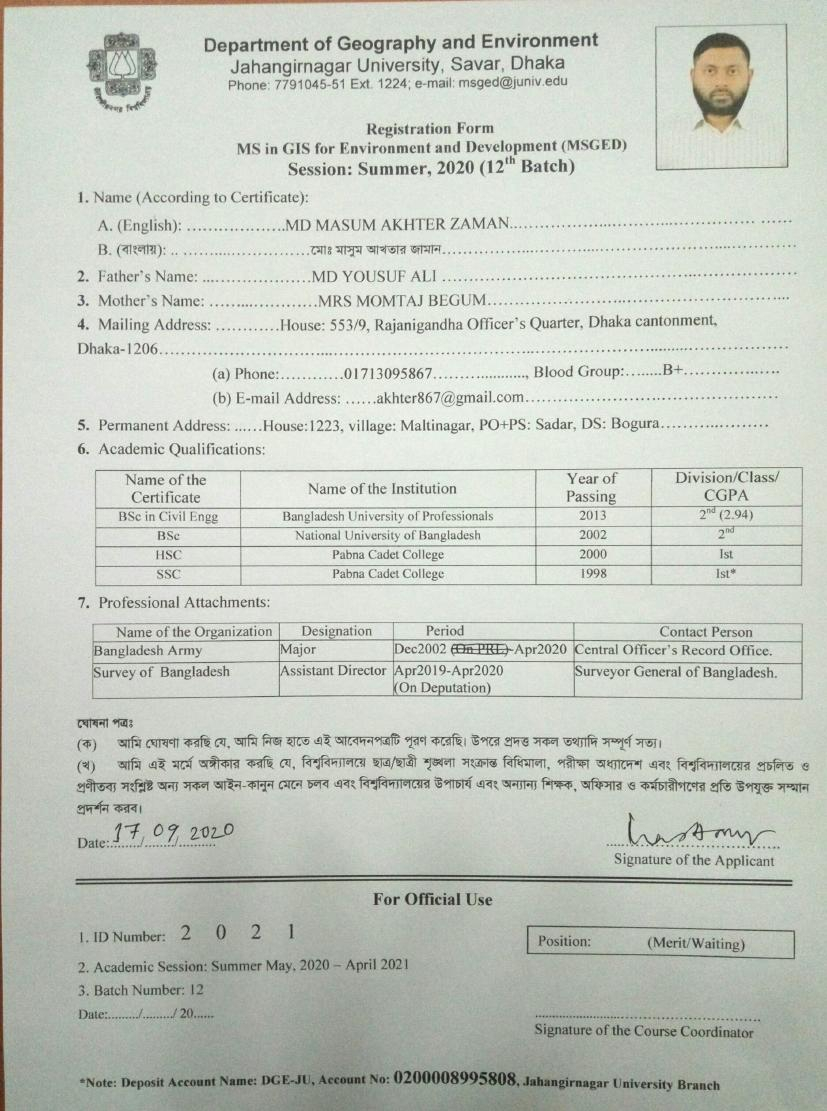 জাহাঙ্গীরনগর বিশ্ববিদ্যালয়
Department of Geography and Environment
Jahangirnagar University, Savar, Dhaka
Phone: 7791045-51 Ext. 1224; e-mail: msged@juniv.edu
Registration Form
MS in GIS for Environment and Development (MSGED)
Session: Summer, 2020 (12th Batch)
1. Name (According to Certificate):
A. (English): ..................MD MASUM AKHTER ZAMAN..................
B. (বাংলায়): .. ..................মোঃ মাসুম আখতার জামান..................
2. Father's Name: ..................MD YOUSUF ALI ..................
3. Mother's Name: ..................MRS MOMTAJ BEGUM..................
4. Mailing Address: ............House: 553/9, Rajanigandha Officer's Quarter, Dhaka cantonment,
Dhaka-1206..................
(a) Phone:............01713095867.................., Blood Group:.......B+..................
(b) E-mail Address: ......akhter867@gmail.com..................
5. Permanent Address: ......House:1223, village: Maltinagar, PO+PS: Sadar, DS: Bogura..................
6. Academic Qualifications:
Name of the Certificate Name of the Institution Year of Passing Division/Class/ CGPA
BSc in Civil Engg Bangladesh University of Professionals 2013 2nd (2.94)
BSc National University of Bangladesh 2002 2nd
HSC Pabna Cadet College 2000 Ist
SSC Pabna Cadet College 1998 Ist*
7. Professional Attachments:
Name of the Organization Designation Period Contact Person
Bangladesh Army Major Dec2002 (On PRL)-Apr2020 Central Officer's Record Office.
Survey of Bangladesh Assistant Director Apr2019-Apr2020 Surveyor General of Bangladesh.
(On Deputation)
ঘোষনা পত্রঃ
(ক) আমি ঘোষণা করছি যে, আমি নিজ হাতে এই আবেদনপত্রটি পূরণ করেছি। উপরে প্রদত্ত সকল তথ্যাদি সম্পূর্ণ সত্য।
(খ) আমি এই মর্মে অঙ্গীকার করছি যে, বিশ্ববিদ্যালয়ে ছাত্র/ছাত্রী শৃঙ্খলা সংক্রান্ত বিধিমালা, পরীক্ষা অধ্যাদেশ এবং বিশ্ববিদ্যালয়ের প্রচলিত ও
প্রণীতব্য সংশ্লিষ্ট অন্য সকল আইন-কানুন মেনে চলব এবং বিশ্ববিদ্যালয়ের উপাচার্য এবং অন্যান্য শিক্ষক, অফিসার ও কর্মচারীগণের প্রতি উপযুক্ত সম্মান
প্রদর্শন করব।
Date: 17, 09, 2020
Signature of the Applicant
For Official Use
1. ID Number: 2 0 2 1
Position: (Merit/Waiting)
2. Academic Session: Summer May, 2020 – April 2021
3. Batch Number: 12
Date:........./........./ 20......
Signature of the Course Coordinator
*Note: Deposit Account Name: DGE-JU, Account No: 0200008995808, Jahangirnagar University Branch